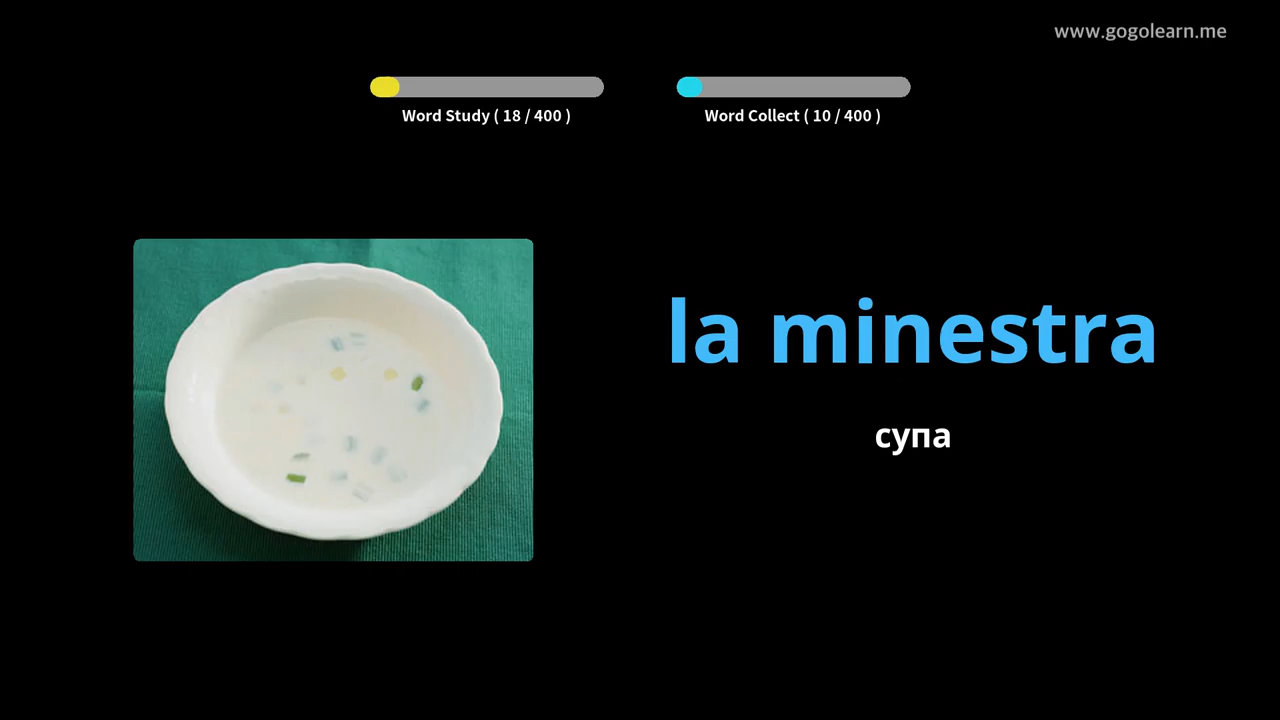 www.gogolearn.me
Word Study ( 18 / 400 )
Word Collect ( 10 / 400 )
la minestra
супа